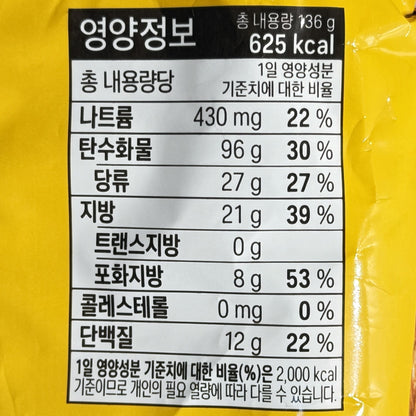 영양정보 총 내용량 136 g
625 kcal
총 내용량당 1일 영양성분
기준치에 대한 비율
나트륨 430 mg 22 %
탄수화물 96 g 30 %
당류 27 g 27 %
지방 21 g 39 %
트랜스지방 0 g
포화지방 8 g 53 %
콜레스테롤 0 mg 0 %
단백질 12 g 22 %
1일 영양성분 기준치에 대한 비율(%)은 2,000 kcal
기준이므로 개인의 필요 열량에 따라 다를 수 있습니다.